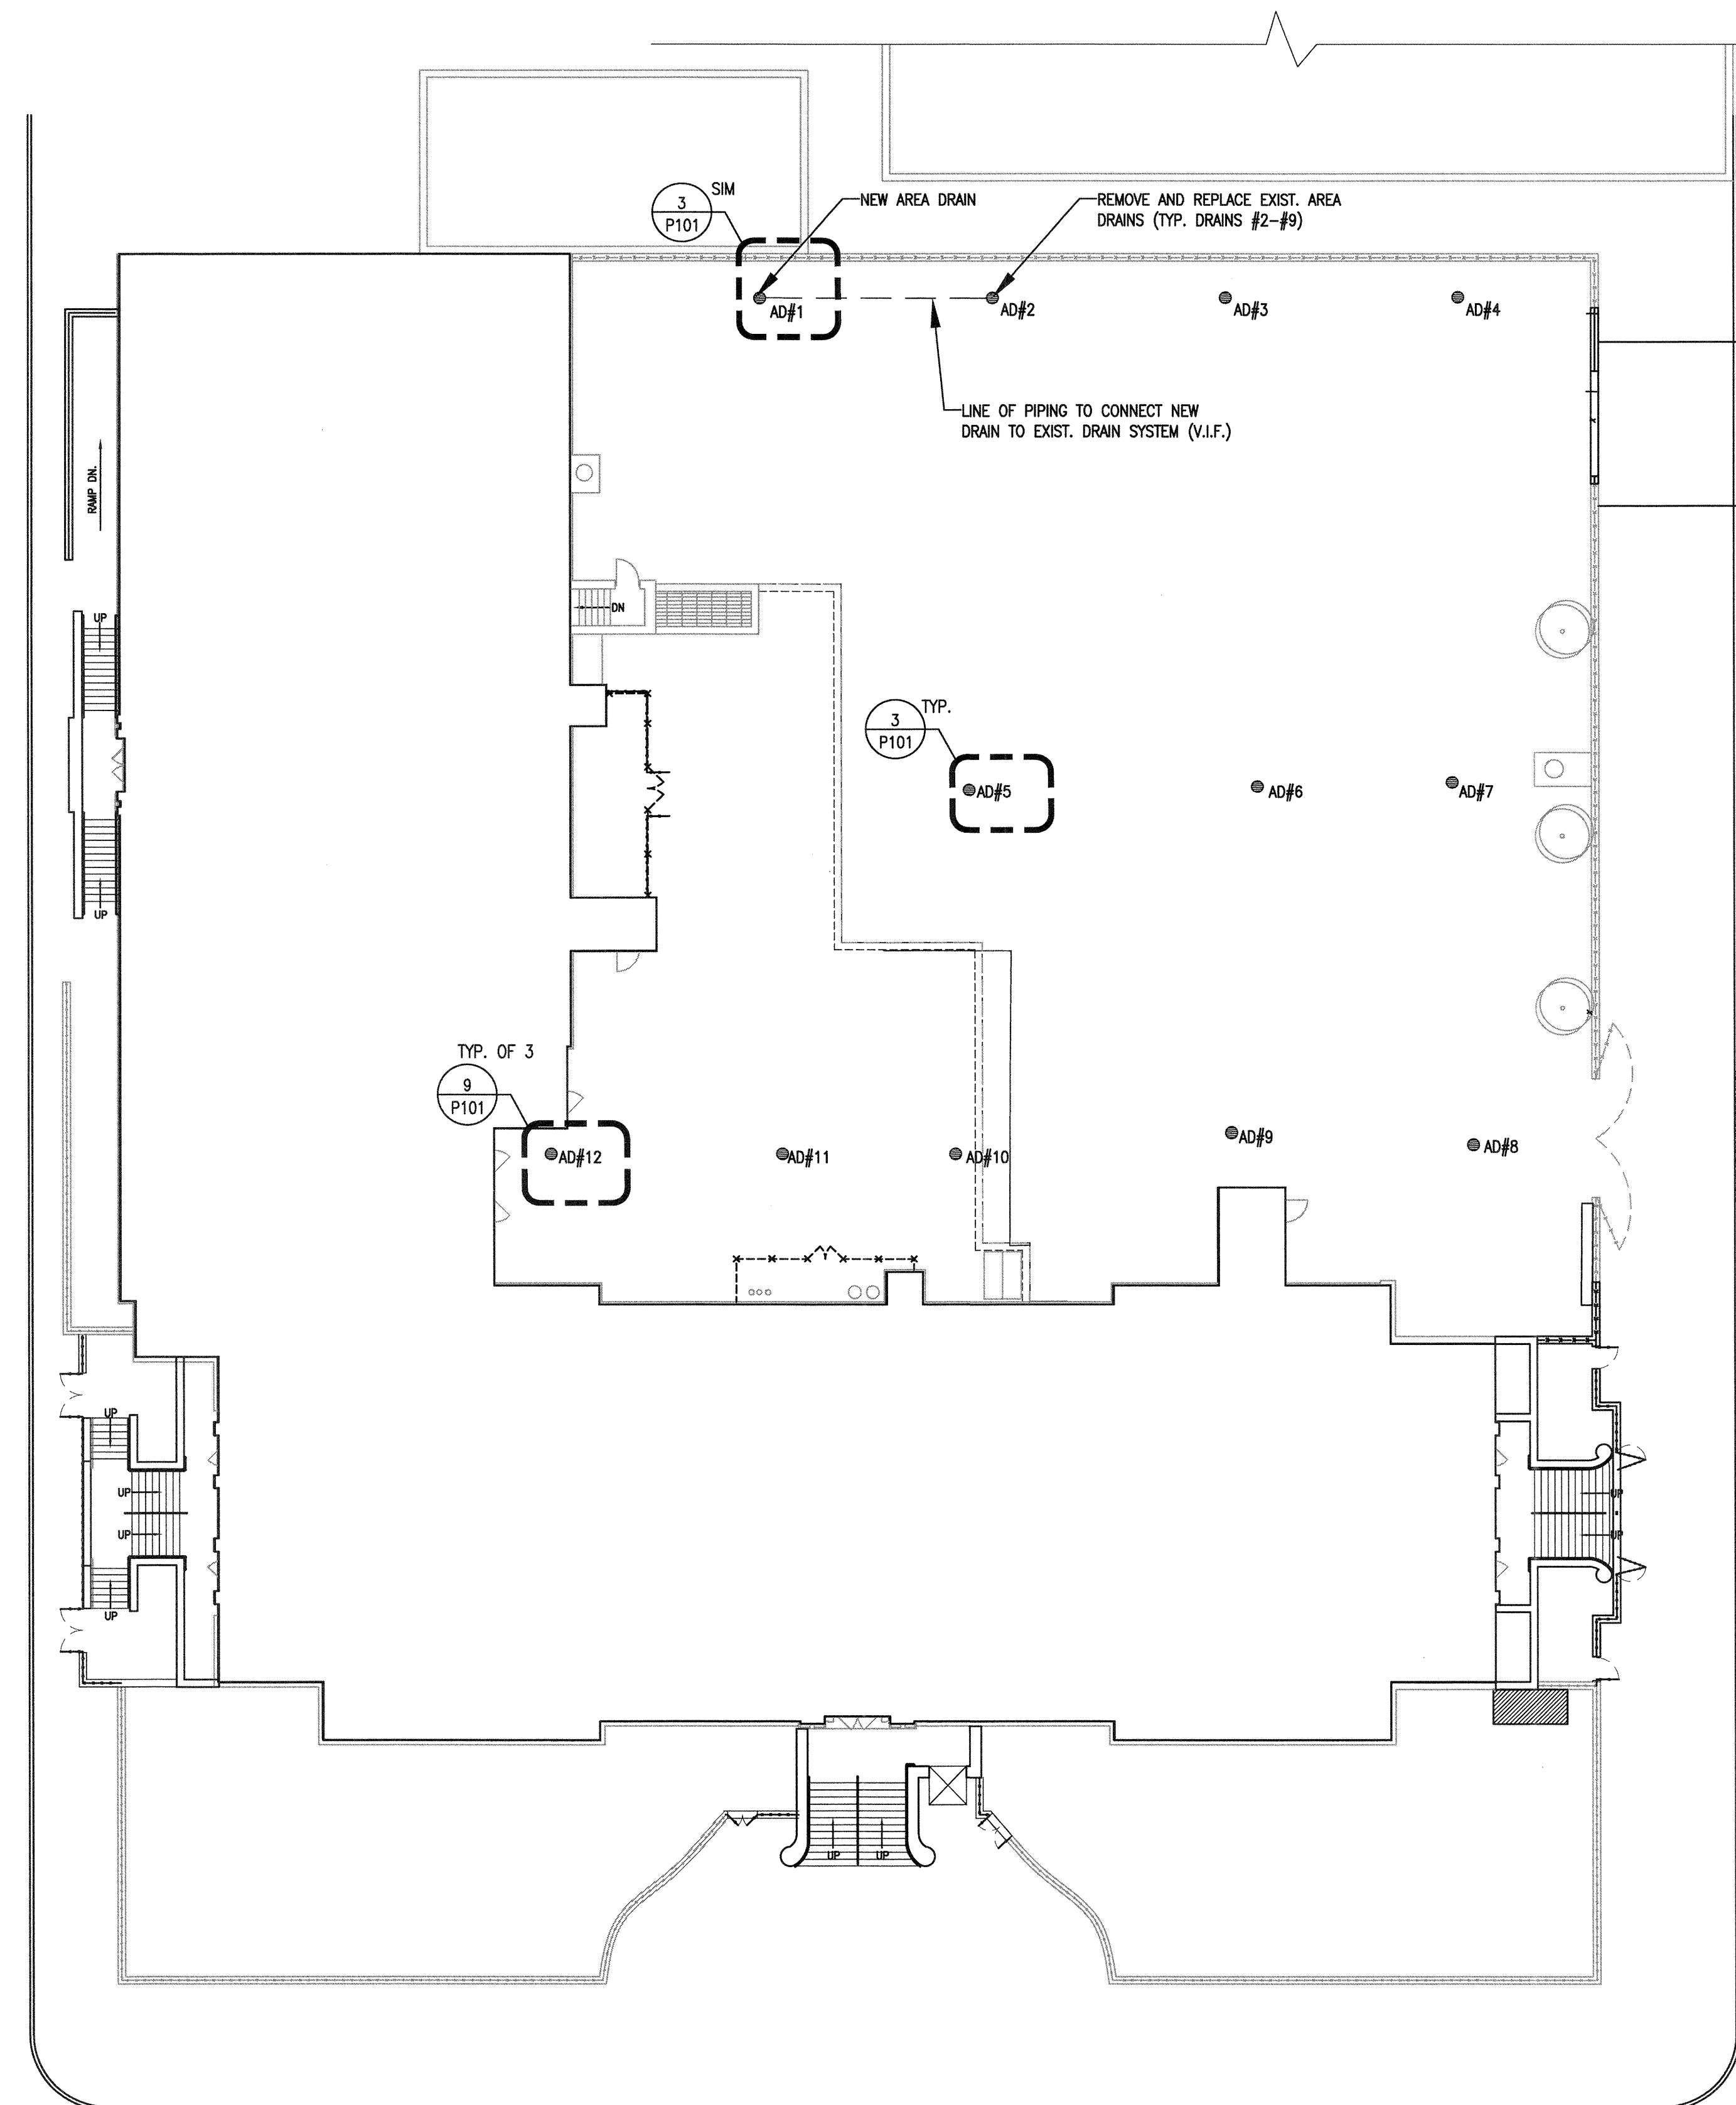 SIM
3
P101
NEW AREA DRAIN
REMOVE AND REPLACE EXIST. AREA
DRAINS (TYP. DRAINS #2-#9)
AD#1
AD#2
AD#3
AD#4
LINE OF PIPING TO CONNECT NEW
DRAIN TO EXIST. DRAIN SYSTEM (V.I.F.)
RAMP DN.
DN
UP
TYP.
3
P101
AD#5
AD#6
AD#7
UP
TYP. OF 3
9
P101
AD#12
AD#11
AD#10
AD#9
AD#8
UP
UP
UP
UP
UP
UP
UP
UP